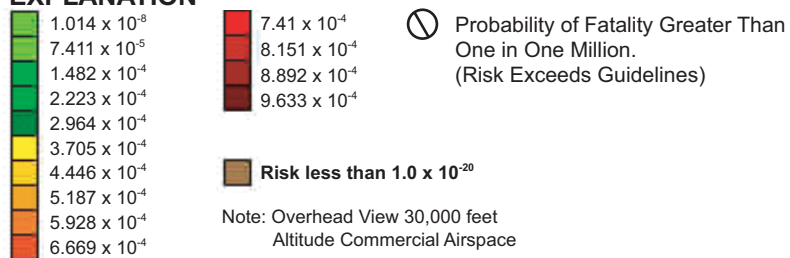 EXPLANATION
1.014 x 10⁻⁸
7.411 x 10⁻⁵
1.482 x 10⁻⁴
2.223 x 10⁻⁴
2.964 x 10⁻⁴
3.705 x 10⁻⁴
4.446 x 10⁻⁴
5.187 x 10⁻⁴
5.928 x 10⁻⁴
6.669 x 10⁻⁴
7.41 x 10⁻⁴
8.151 x 10⁻⁴
8.892 x 10⁻⁴
9.633 x 10⁻⁴
Risk less than 1.0 x 10⁻²⁰
Note: Overhead View 30,000 feet
Altitude Commercial Airspace
Probability of Fatality Greater Than
One in One Million.
(Risk Exceeds Guidelines)